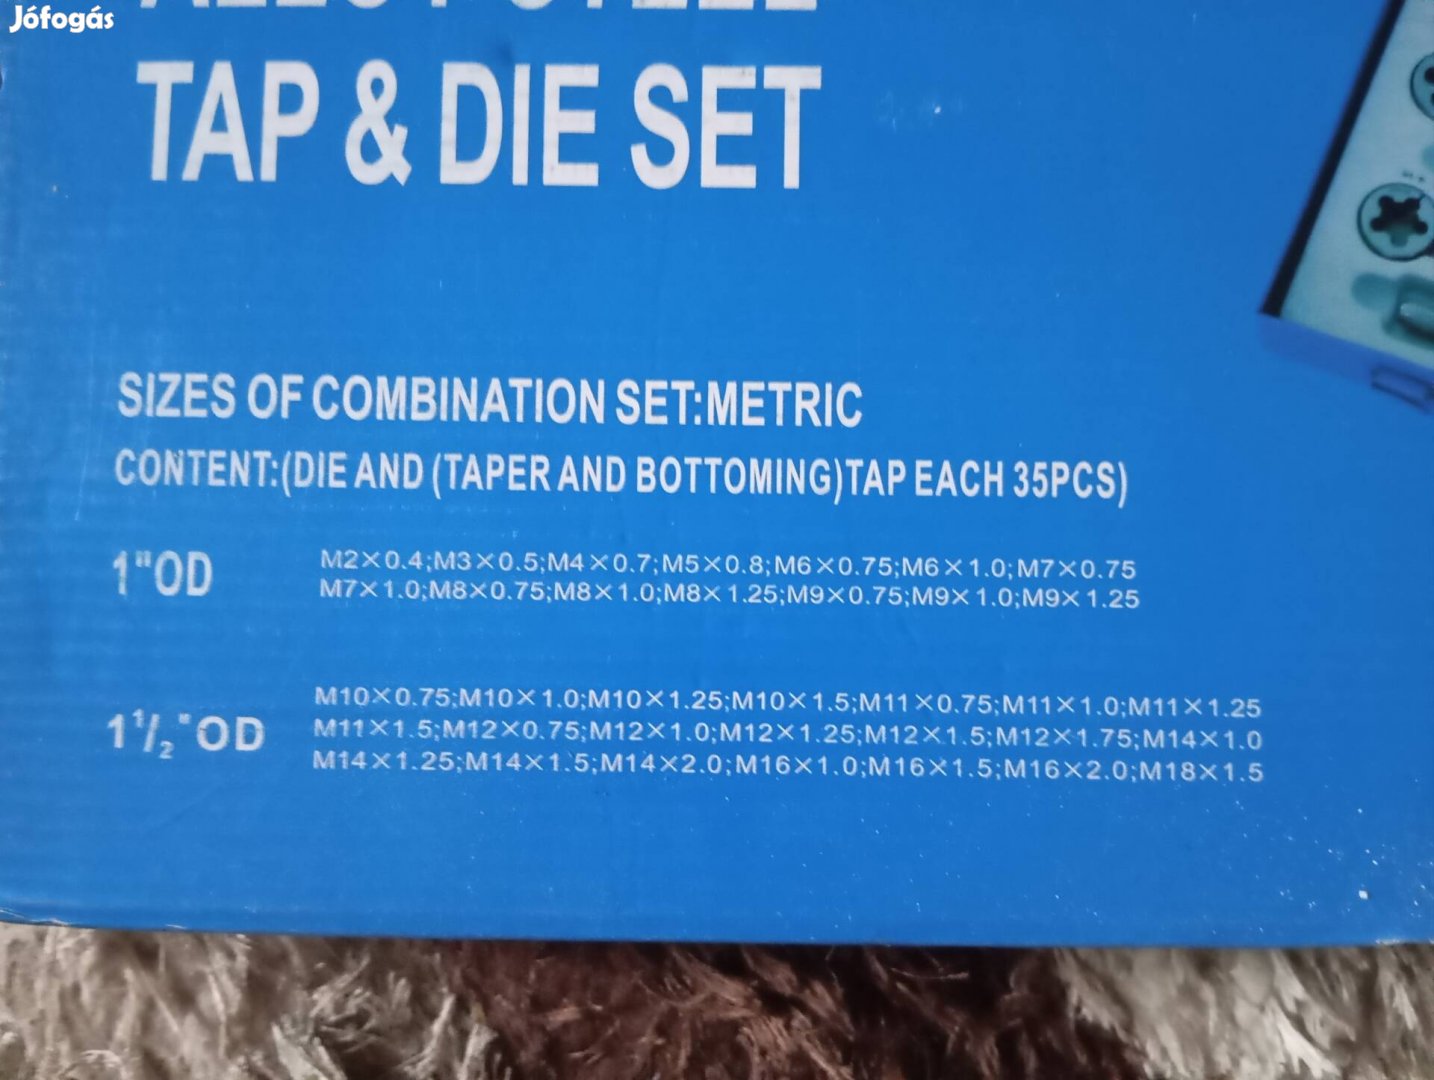 Jófogás
TAP & DIE SET
SIZES OF COMBINATION SET:METRIC
CONTENT:(DIE AND (TAPER AND BOTTOMING)TAP EACH 35PCS)
1"OD
M2×0.4;M3×0.5;M4×0.7;M5×0.8;M6×0.75;M6×1.0;M7×0.75
M7×1.0;M8×0.75;M8×1.0;M8×1.25;M9×0.75;M9×1.0;M9×1.25
1 1/2"OD
M10×0.75;M10×1.0;M10×1.25;M10×1.5;M11×0.75;M11×1.0;M11×1.25
M11×1.5;M12×0.75;M12×1.0;M12×1.25;M12×1.5;M12×1.75;M14×1.0
M14×1.25;M14×1.5;M14×2.0;M16×1.0;M16×1.5;M16×2.0;M18×1.5